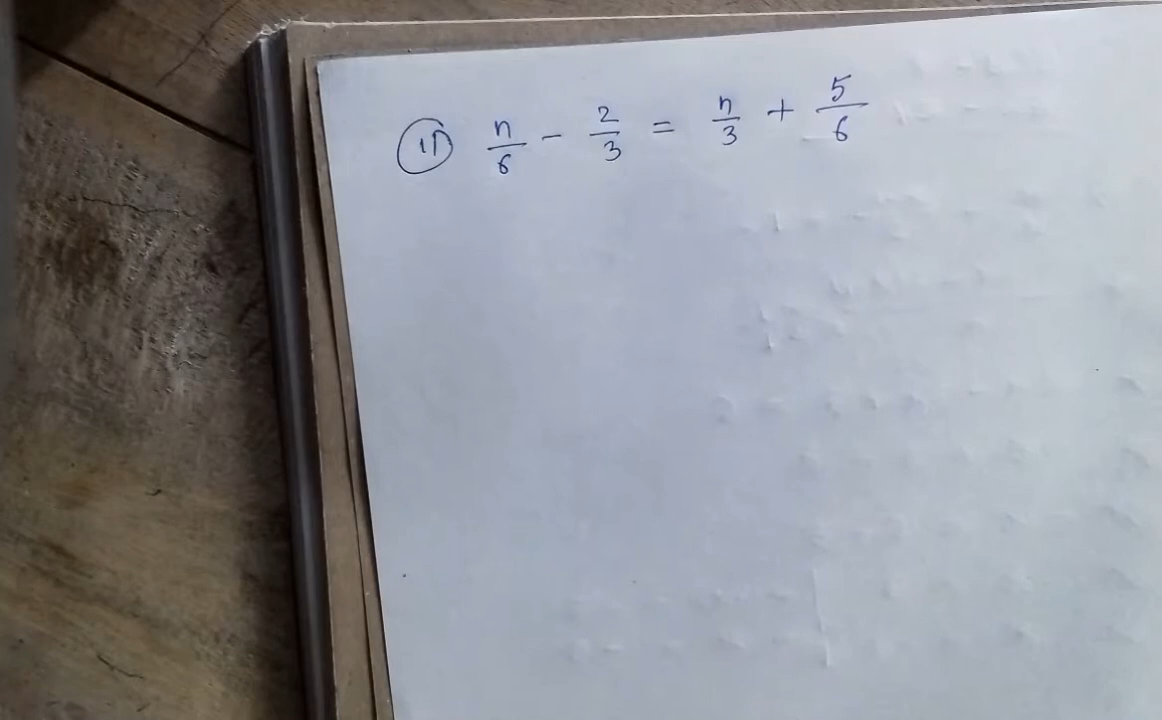 (11) n/6 - 2/3 = n/3 + 5/6